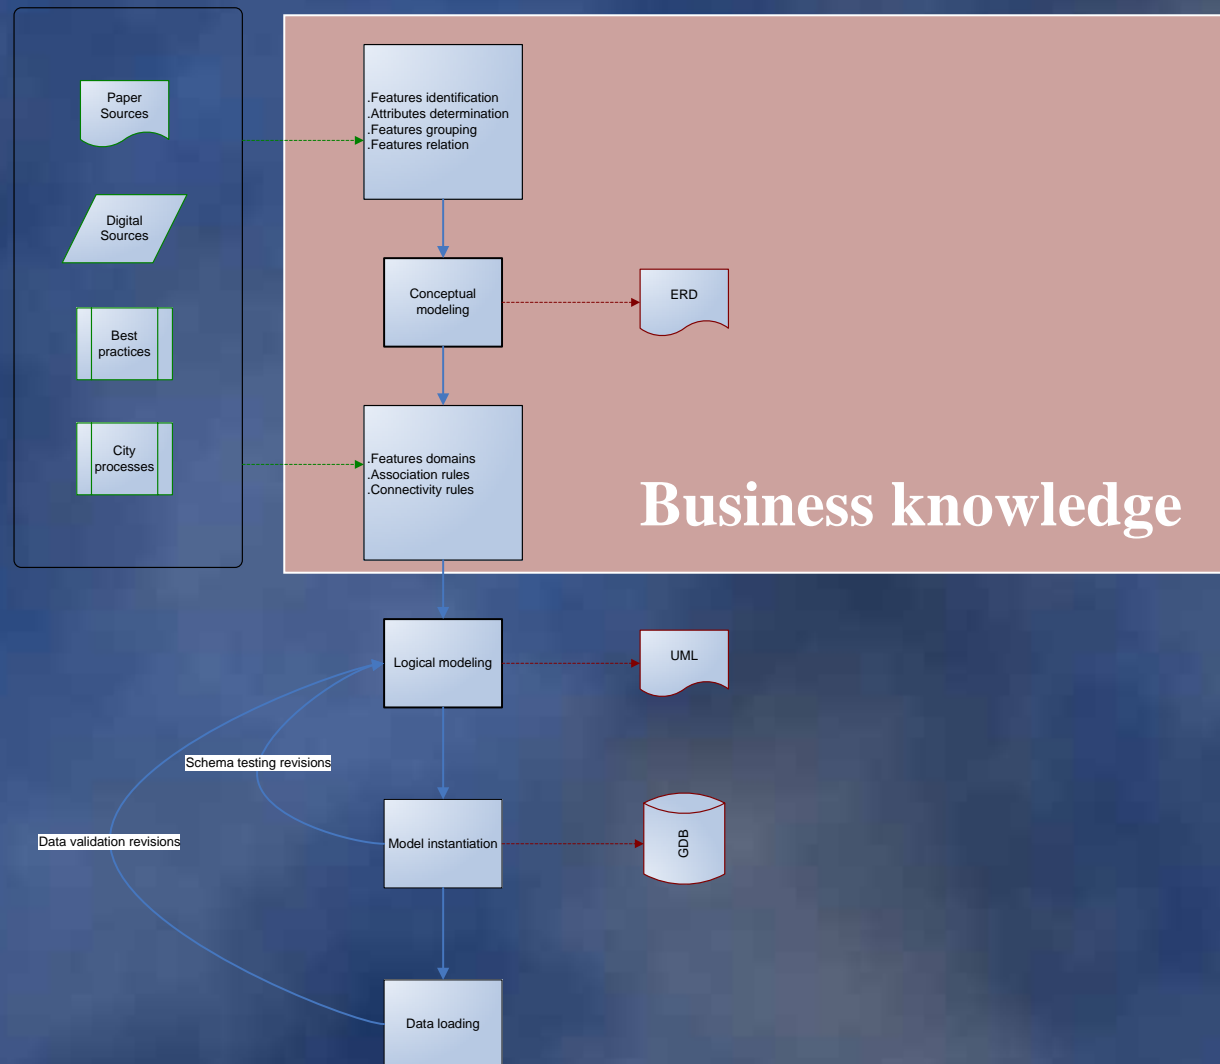 Paper
Sources
Digital
Sources
Best
practices
City
processes
.Features identification
.Attributes determination
.Features grouping
.Features relation
Conceptual
modeling
ERD
.Features domains
.Association rules
.Connectivity rules
Business knowledge
Logical modeling
UML
Schema testing revisions
Data validation revisions
Model instantiation
GDB
Data loading